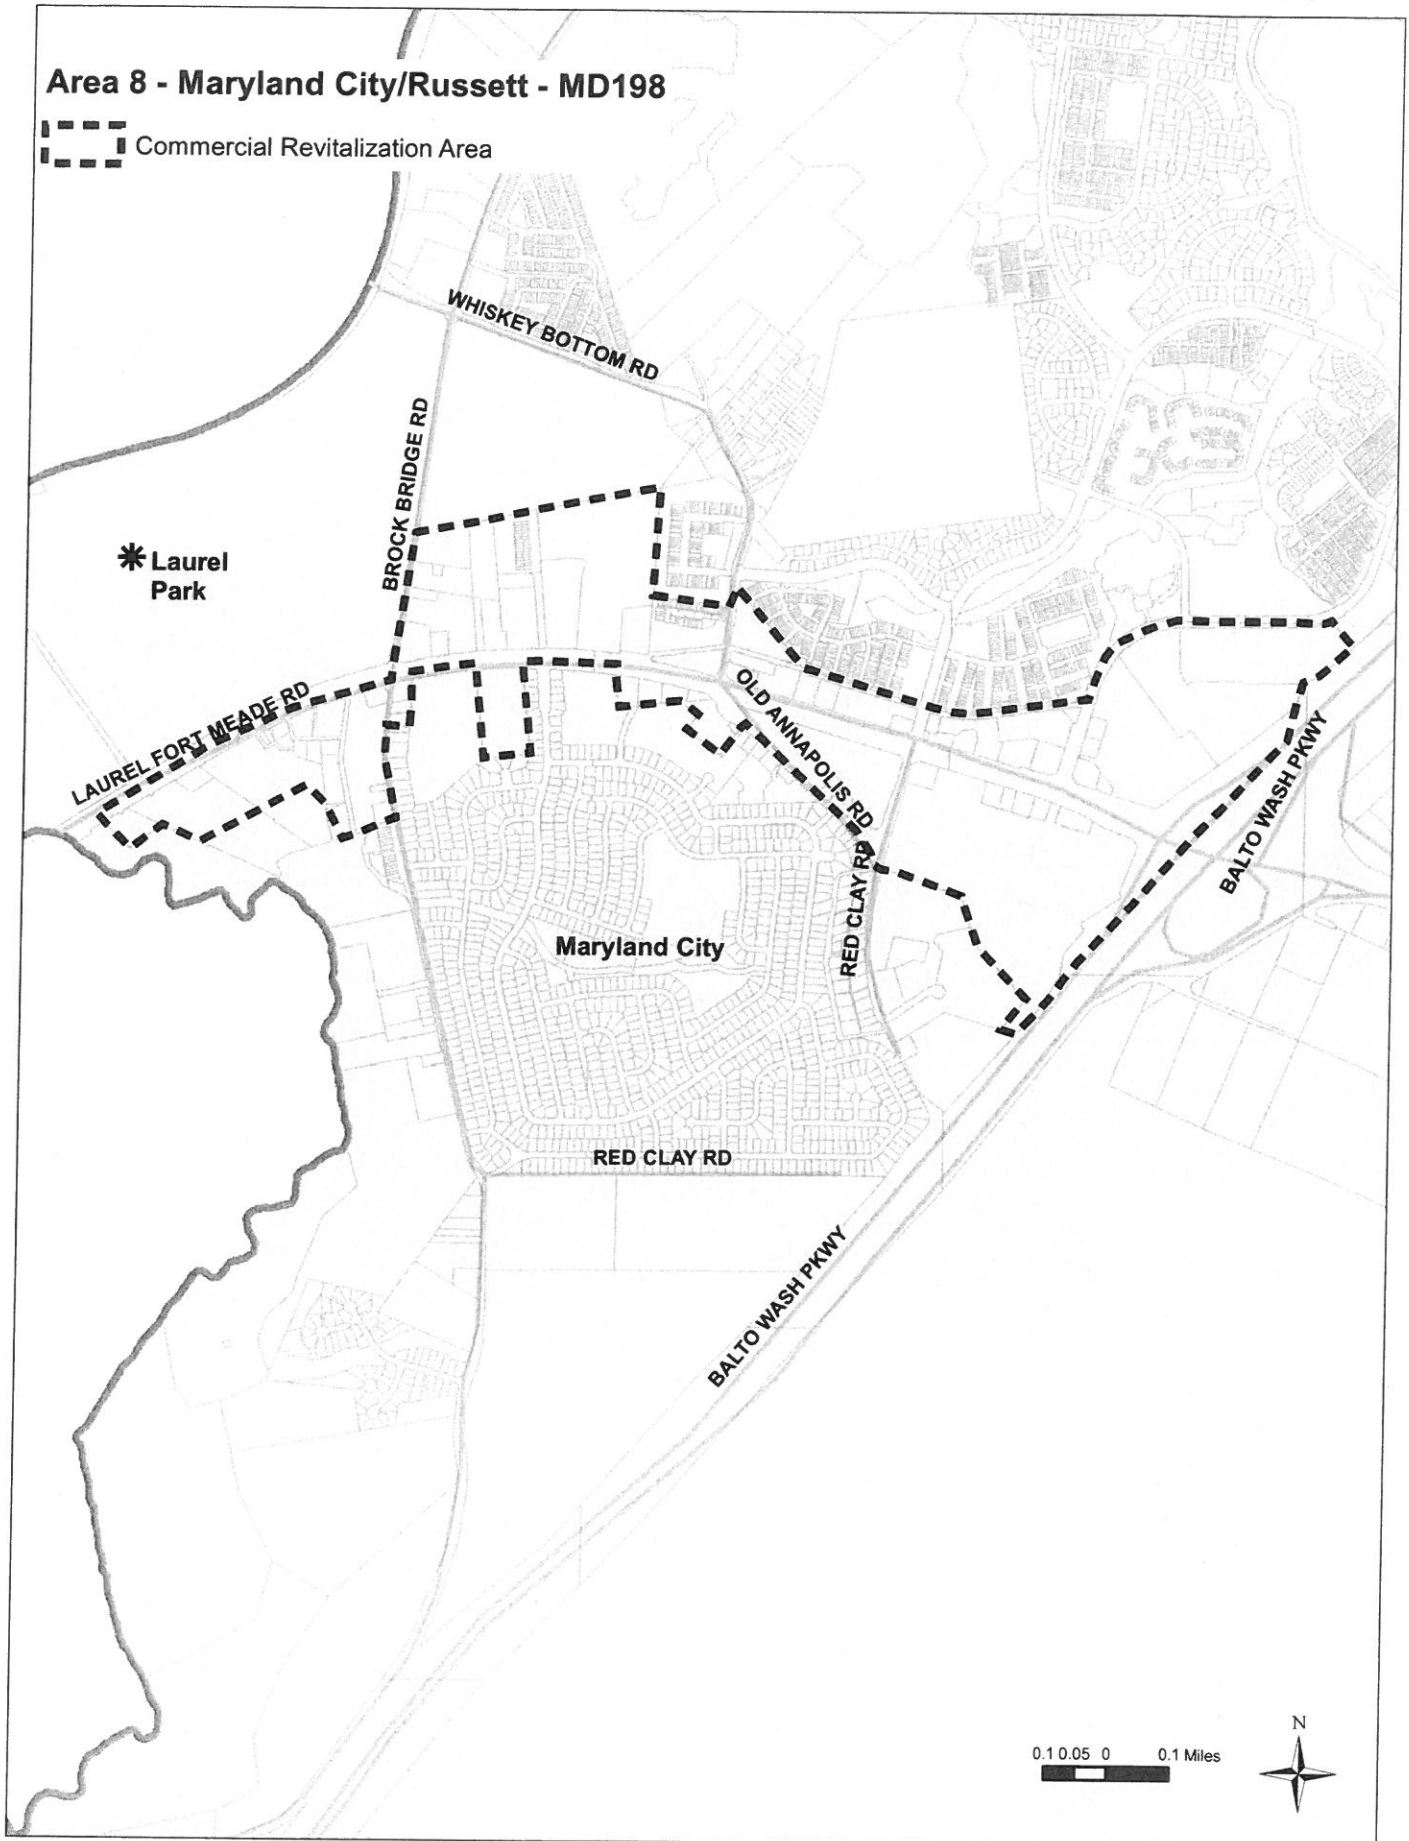 Area 8 - Maryland City/Russett - MD198
Commercial Revitalization Area
WHISKEY BOTTOM RD
BROCK BRIDGE RD
Laurel
Park
LAUREL FORT MEADE RD
OLD ANNAPOLIS RD
BALTO WASH PKWY
RED CLAY RD
Maryland City
RED CLAY RD
BALTO WASH PKWY
N
0.1 0.05 0 0.1 Miles